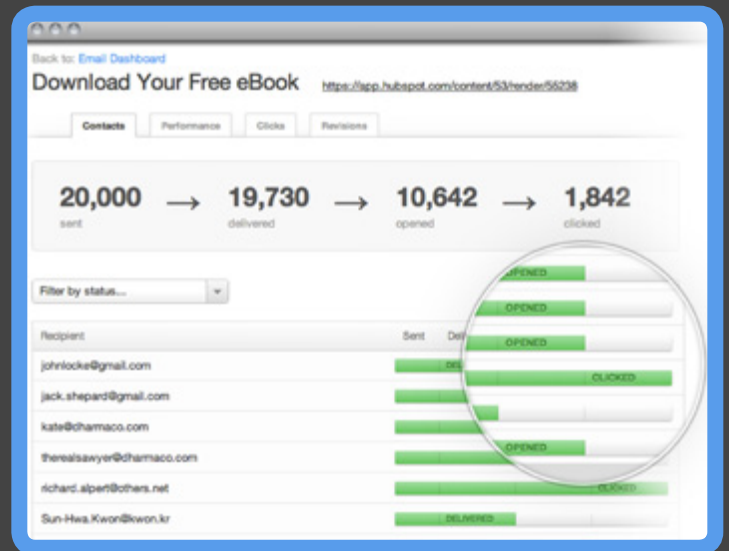 Back to: Email Dashboard
Download Your Free eBook https://app.hubspot.com/content/53/render/56238
Contacts Performance Clicks Revisions
20,000 → 19,730 → 10,642 → 1,842
sent delivered opened clicked
OPENED
Filter by status...
OPENED
Recipient Sent
OPENED
johnlocke@gmail.com
CLICKED
jack.shepard@gmail.com
kate@dharmaco.com
OPENED
therealsawyer@dharmaco.com
richard.alpert@others.net CLICKED
Sun-Hwa.Kwon@kwon.kr DELIVERED